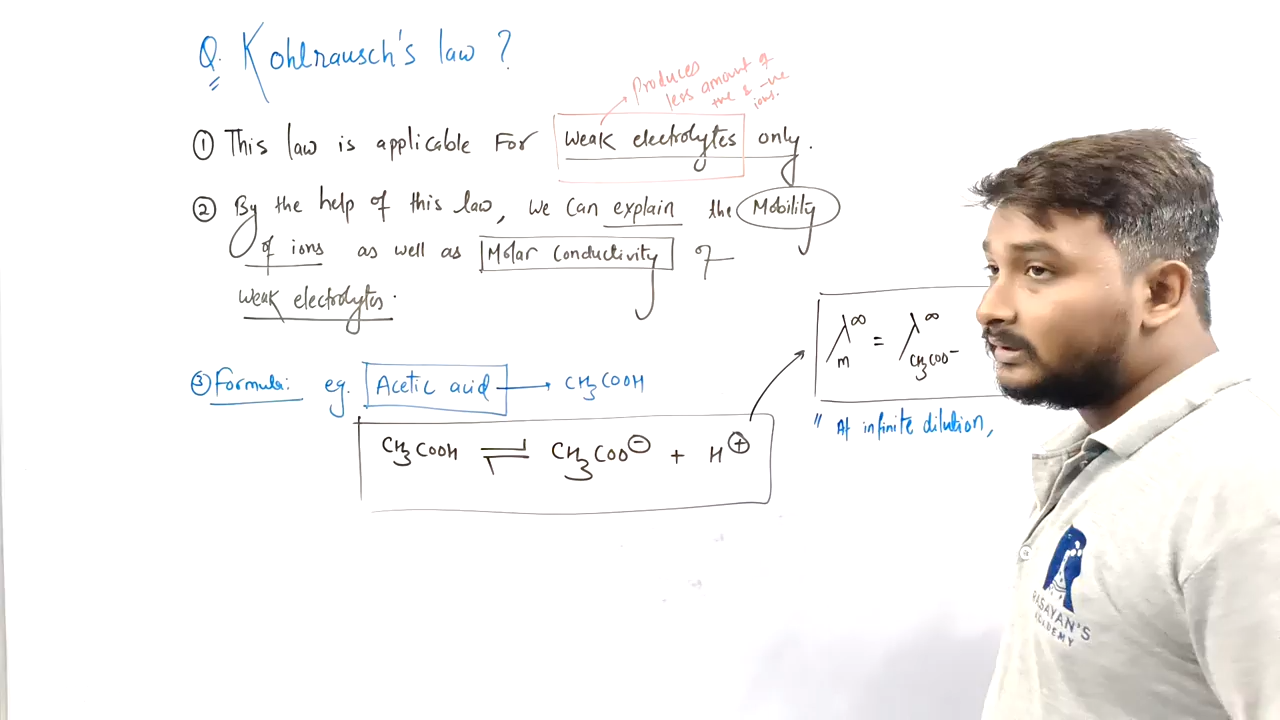 Q. Kohlrausch's law ?
Produces
less amount of
+ve & -ve
ions.
① This law is applicable For weak electrolytes only.
② By the help of this law, we can explain the Mobility
of ions as well as Molar Conductivity of
weak electrolytes.
λ∞m = λ∞CH3COO-
③ Formula: eg. Acetic acid → CH3COOH
" At infinite dilution,
CH3COOH ⇌ CH3COO⊖ + H⊕
RASAYAN'S
ACADEMY